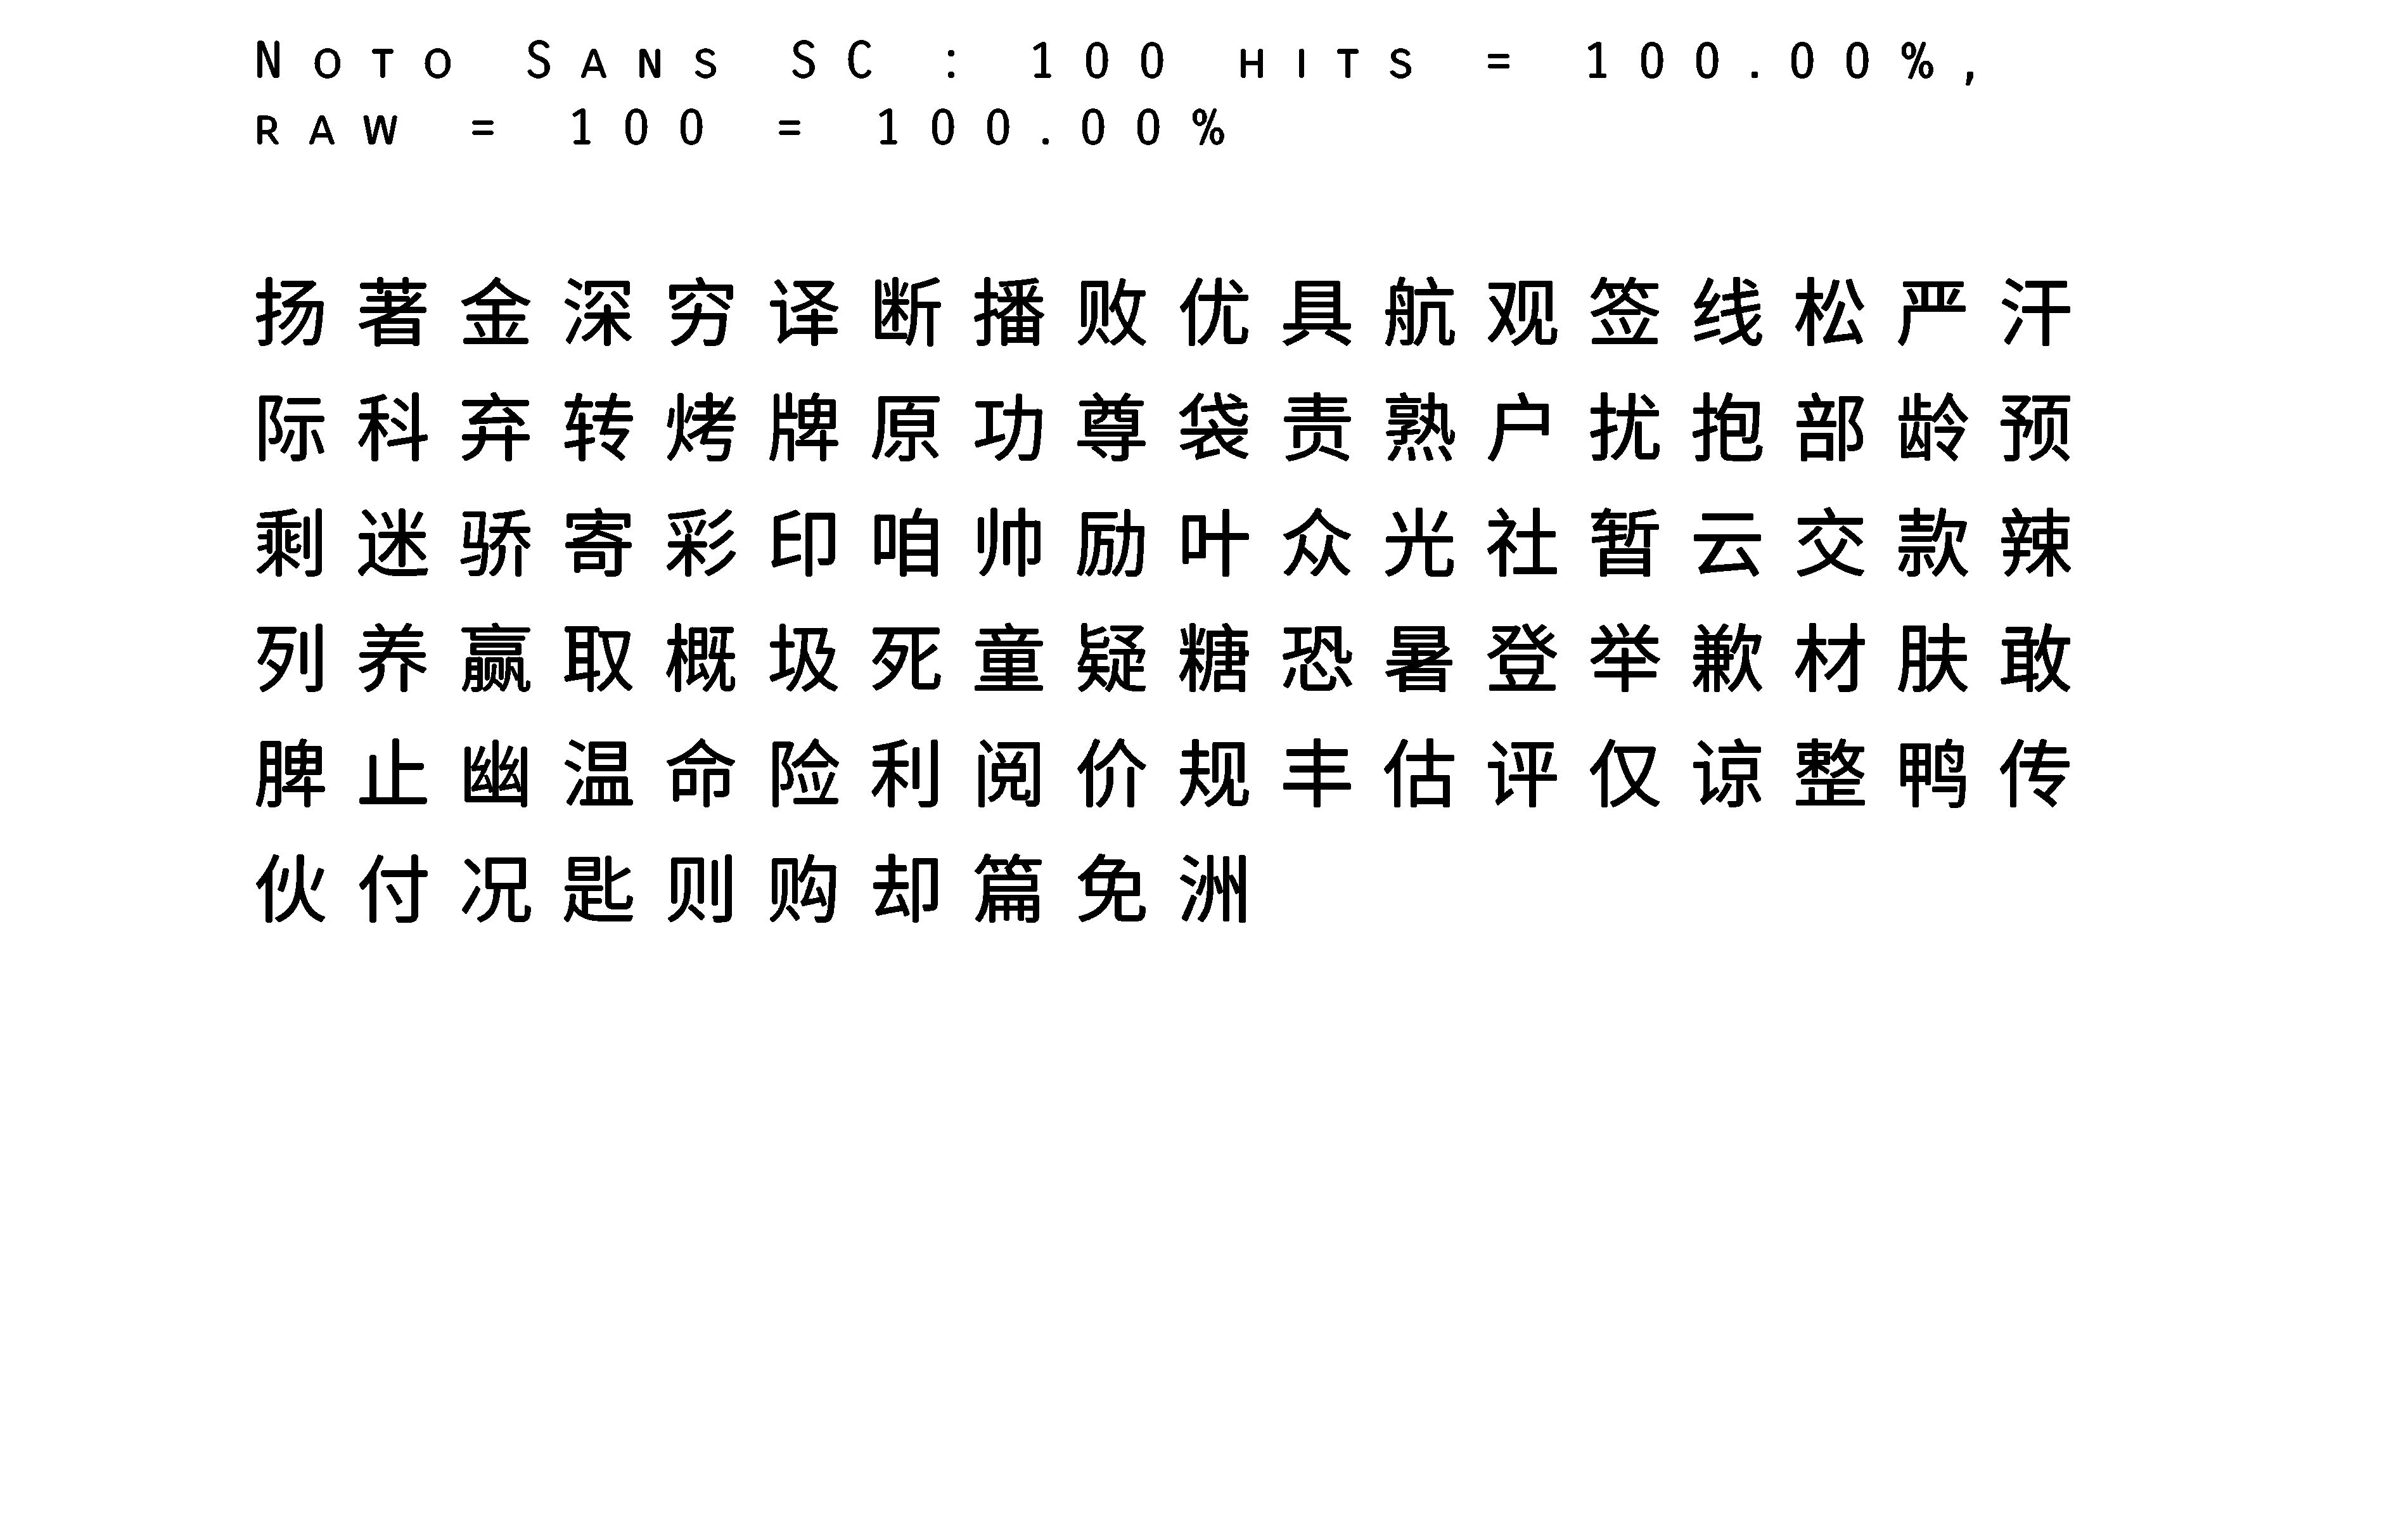 Noto Sans SC : 100 hits = 100.00%,
raw = 100 = 100.00%
扬著金深穷译断播败优具航观签线松严汗
际科弃转烤牌原功尊袋责熟户扰抱部龄预
剩迷骄寄彩印咱帅励叶众光社暂云交款辣
列养赢取概圾死童疑糖恐暑登举歉材肤敢
脾止幽温命险利阅价规丰估评仅谅整鸭传
伙付况匙则购却篇免洲